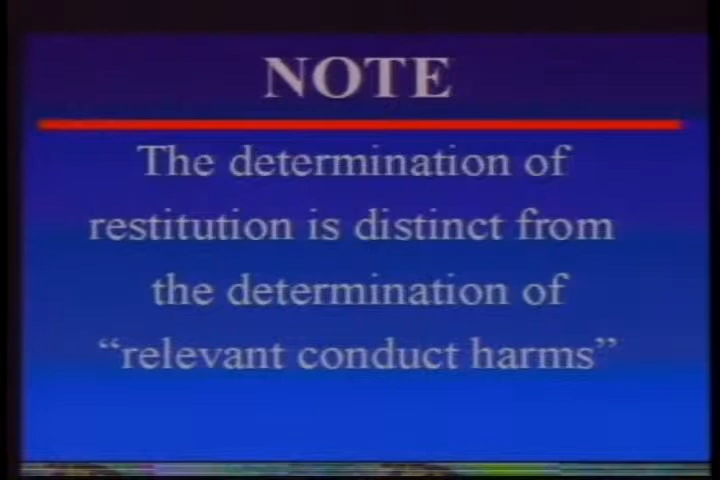 NOTE
The determination of
restitution is distinct from
the determination of
“relevant conduct harms”